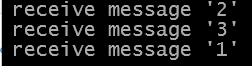 receive message '2'
receive message '3'
receive message '1'